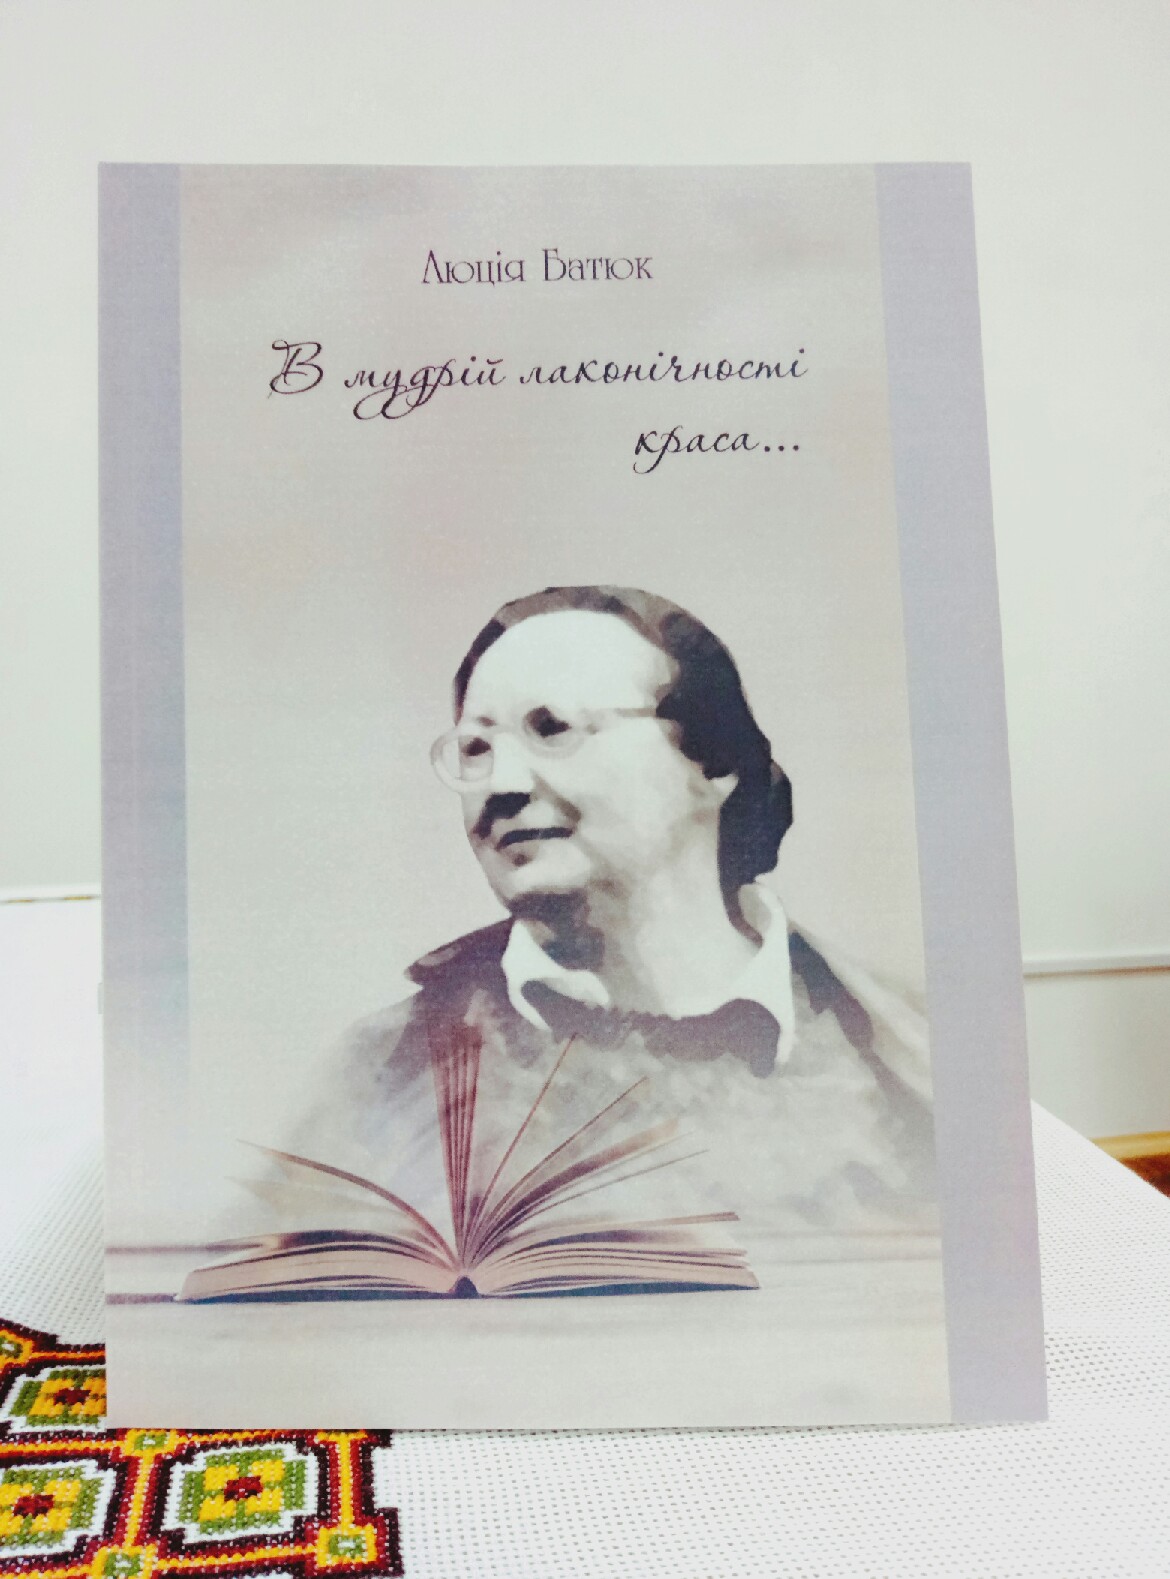 Люція Батюк
В мудрій лаконічності
краса...